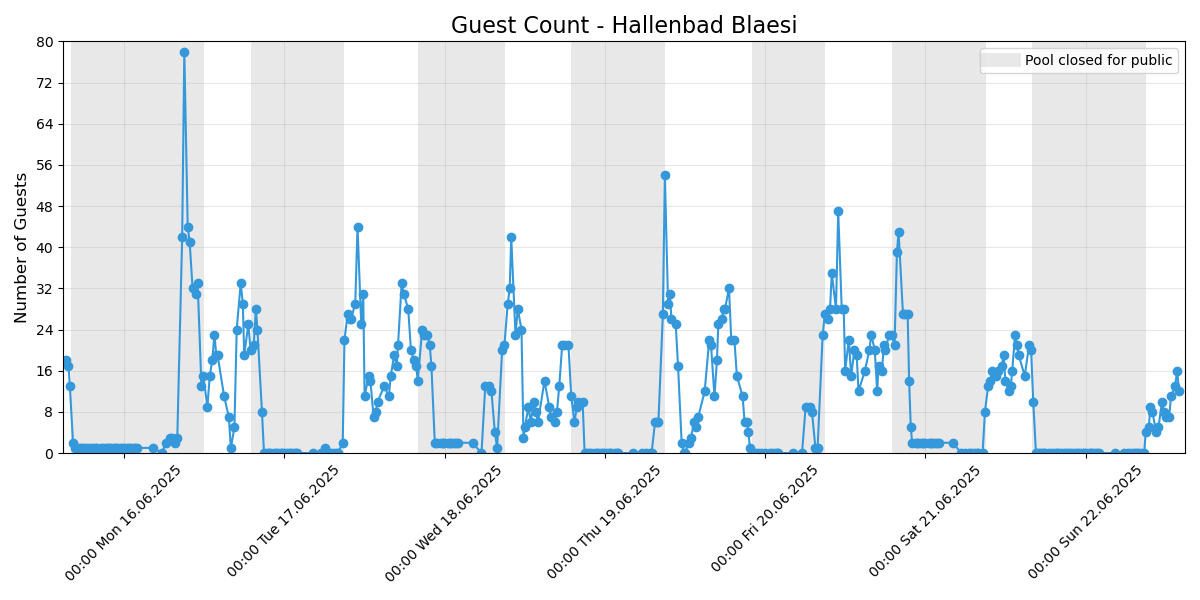 Guest Count - Hallenbad Blaesi
Pool closed for public
Number of Guests
80
72
64
56
48
40
32
24
16
8
0
00:00 Mon 16.06.2025
00:00 Tue 17.06.2025
00:00 Wed 18.06.2025
00:00 Thu 19.06.2025
00:00 Fri 20.06.2025
00:00 Sat 21.06.2025
00:00 Sun 22.06.2025